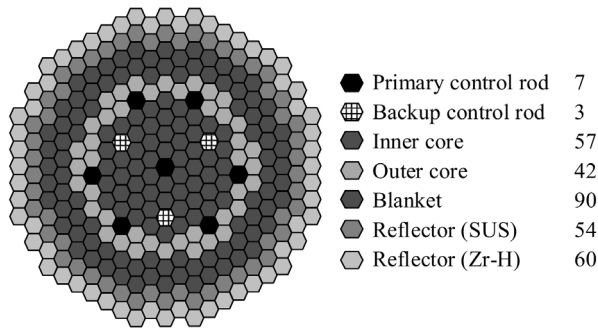 Primary control rod 7
Backup control rod 3
Inner core 57
Outer core 42
Blanket 90
Reflector (SUS) 54
Reflector (Zr-H) 60